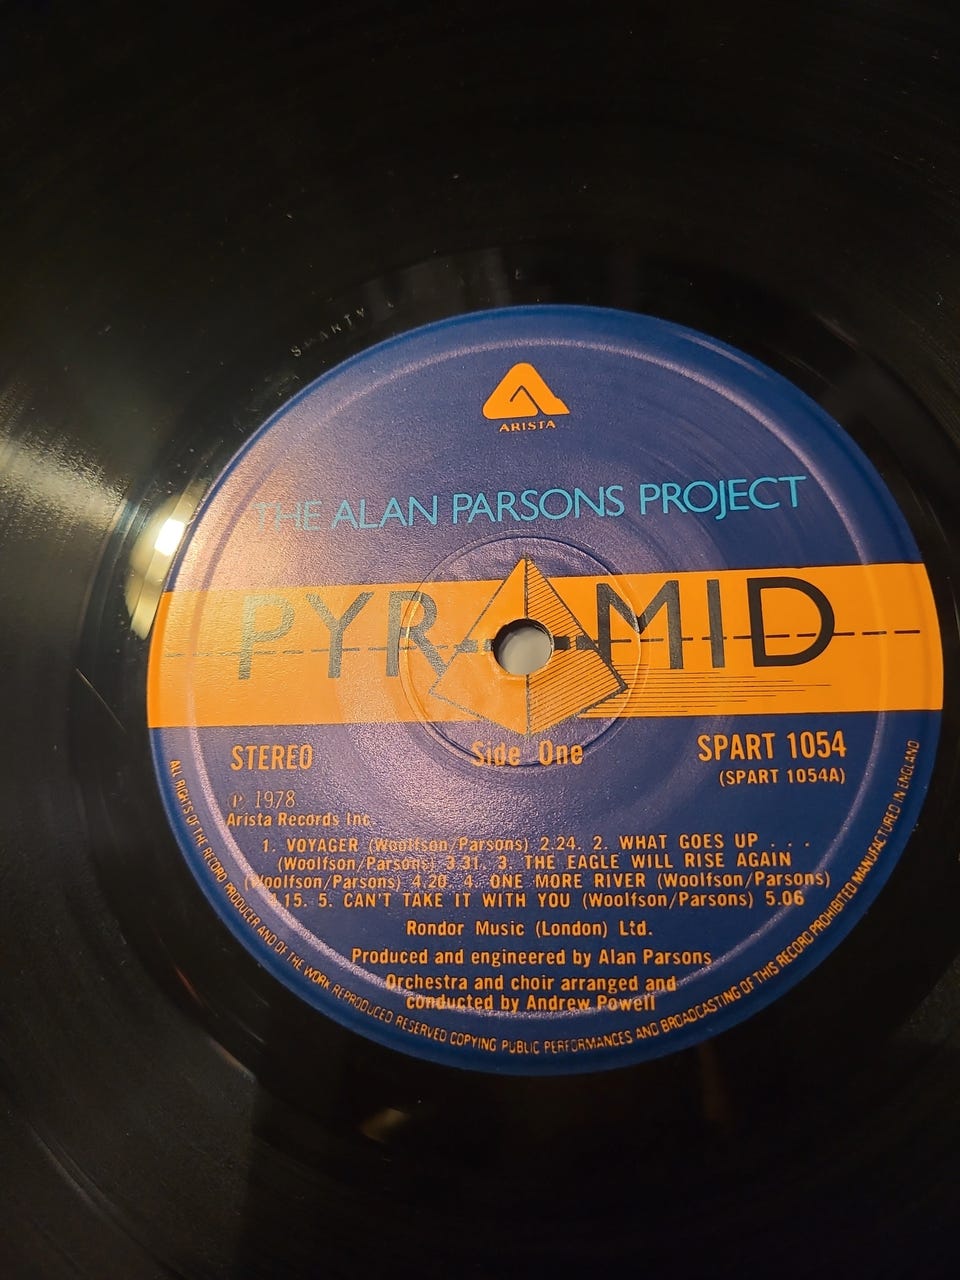 ARISTA
THE ALAN PARSONS PROJECT
PYRAMID
STEREO
Side One
SPART 1054
(SPART 1054A)
℗ 1978
Arista Records Inc
1. VOYAGER (Woolfson/Parsons) 2.24. 2. WHAT GOES UP . . .
(Woolfson/Parsons) 3.31. 3. THE EAGLE WILL RISE AGAIN
(Woolfson/Parsons) 4.20 4. ONE MORE RIVER (Woolfson/Parsons)
4.15. 5. CAN'T TAKE IT WITH YOU (Woolfson/Parsons) 5.06
Rondor Music (London) Ltd.
Produced and engineered by Alan Parsons
Orchestra and choir arranged and
conducted by Andrew Powell
ALL RIGHTS OF THE RECORD PRODUCER AND OF THE WORK REPRODUCED RESERVED COPYING PUBLIC PERFORMANCES AND BROADCASTING OF THIS RECORD PROHIBITED MANUFACTURED IN ENGLAND